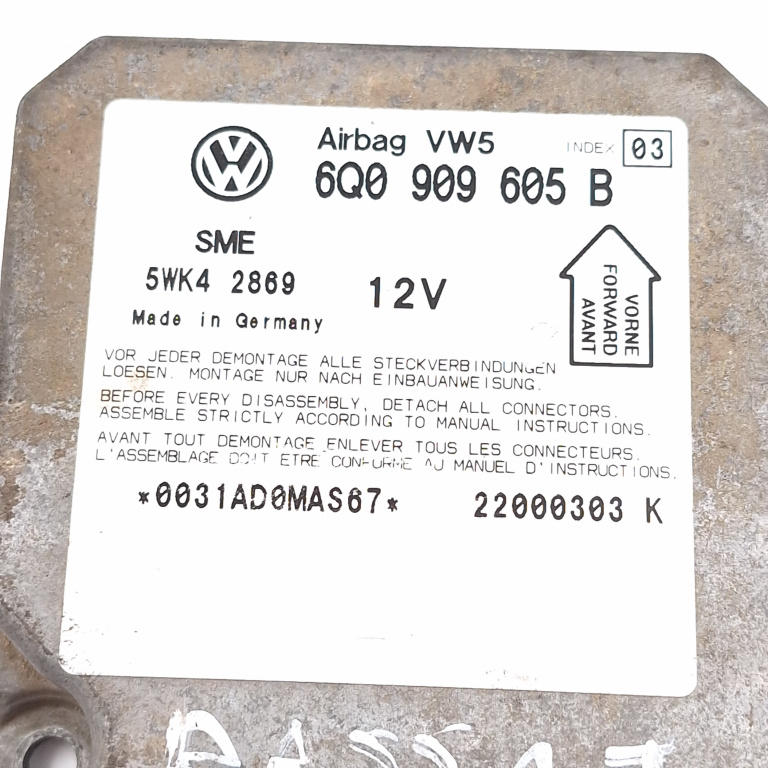 Airbag VW5
INDEX 03
6Q0 909 605 B
SME
5WK4 2869
12V
Made in Germany
VORNE
FORWARD
AVANT
VOR JEDER DEMONTAGE ALLE STECKVERBINDUNGEN
LOESEN. MONTAGE NUR NACH EINBAUANWEISUNG.
BEFORE EVERY DISASSEMBLY, DETACH ALL CONNECTORS.
ASSEMBLE STRICTLY ACCORDING TO MANUAL INSTRUCTIONS.
AVANT TOUT DEMONTAGE ENLEVER TOUS LES CONNECTEURS.
L'ASSEMBLAGE DOIT ETRE CONFORME AU MANUEL D'INSTRUCTIONS.
*0031AD0MAS67*
22000303 K